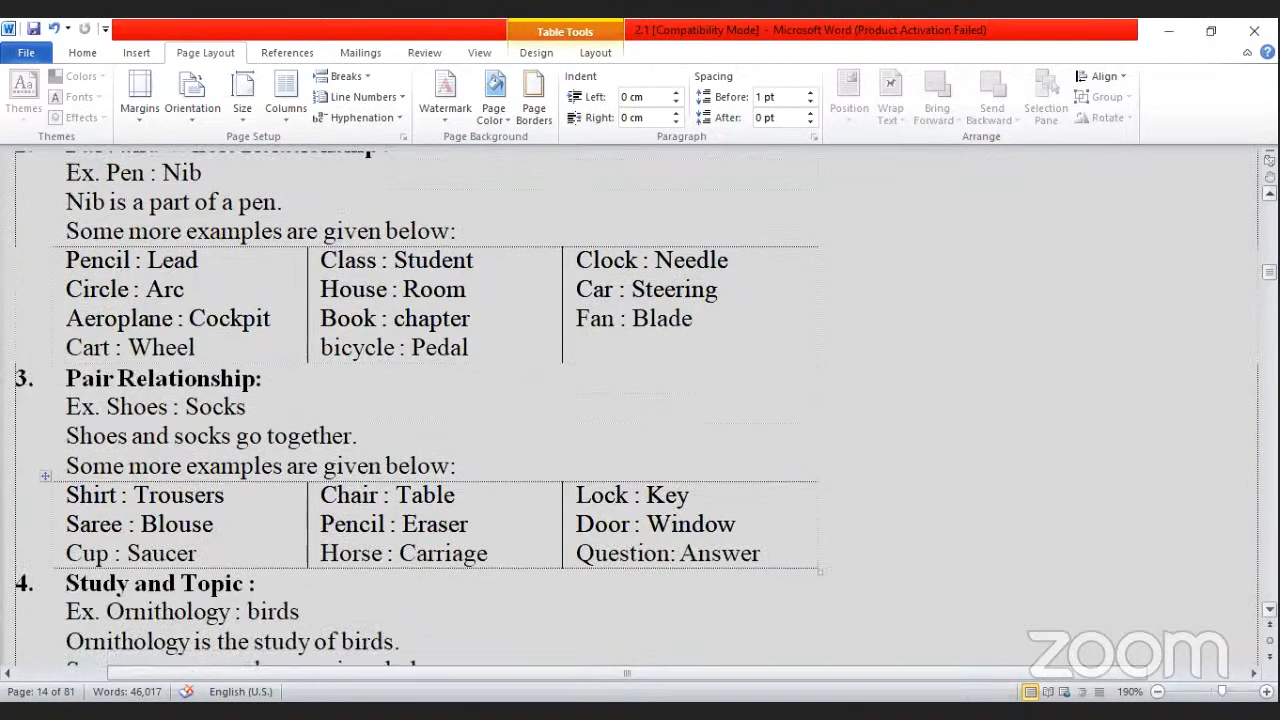 Table Tools
2.1 [Compatibility Mode] - Microsoft Word (Product Activation Failed)
File Home Insert Page Layout References Mailings Review View Design Layout
Themes Colors Fonts Effects Margins Orientation Size Columns Breaks Line Numbers Hyphenation Watermark Page Color Page Borders
Indent Left: 0 cm Right: 0 cm
Spacing Before: 1 pt After: 0 pt
Position Wrap Text Bring Forward Send Backward Selection Pane Align Group Rotate
Themes Page Setup Page Background Paragraph Arrange
Ex. Pen : Nib
Nib is a part of a pen.
Some more examples are given below:
Pencil : Lead Class : Student Clock : Needle
Circle : Arc House : Room Car : Steering
Aeroplane : Cockpit Book : chapter Fan : Blade
Cart : Wheel bicycle : Pedal
3. Pair Relationship:
Ex. Shoes : Socks
Shoes and socks go together.
Some more examples are given below:
Shirt : Trousers Chair : Table Lock : Key
Saree : Blouse Pencil : Eraser Door : Window
Cup : Saucer Horse : Carriage Question: Answer
4. Study and Topic :
Ex. Ornithology : birds
Ornithology is the study of birds.
zoom
Page: 14 of 81 Words: 46,017 English (U.S.) 190%